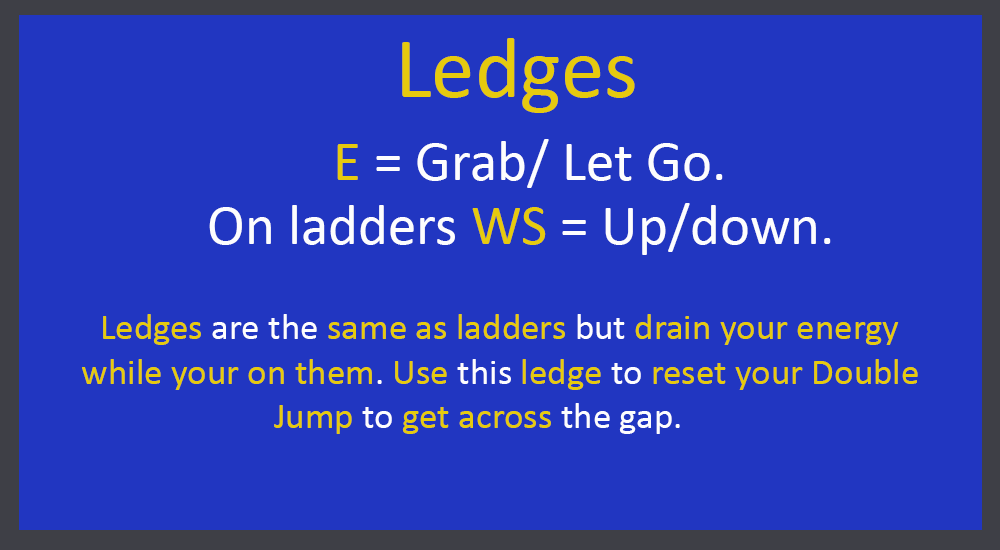 Ledges
E = Grab/ Let Go.
On ladders WS = Up/down.
Ledges are the same as ladders but drain your energy
while your on them. Use this ledge to reset your Double
Jump to get across the gap.